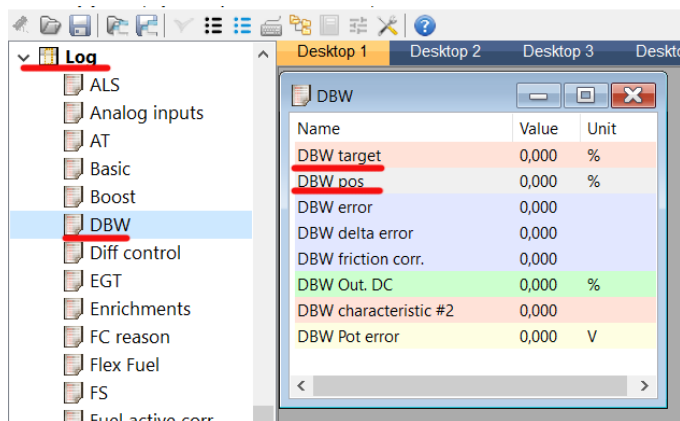 Desktop 1 Desktop 2 Desktop 3
Log
ALS
Analog inputs
AT
Basic
Boost
DBW
Diff control
EGT
Enrichments
FC reason
Flex Fuel
FS
DBW
Name Value Unit
DBW target 0,000 %
DBW pos 0,000 %
DBW error 0,000
DBW delta error 0,000
DBW friction corr. 0,000
DBW Out. DC 0,000 %
DBW characteristic #2 0,000
DBW Pot error 0,000 V